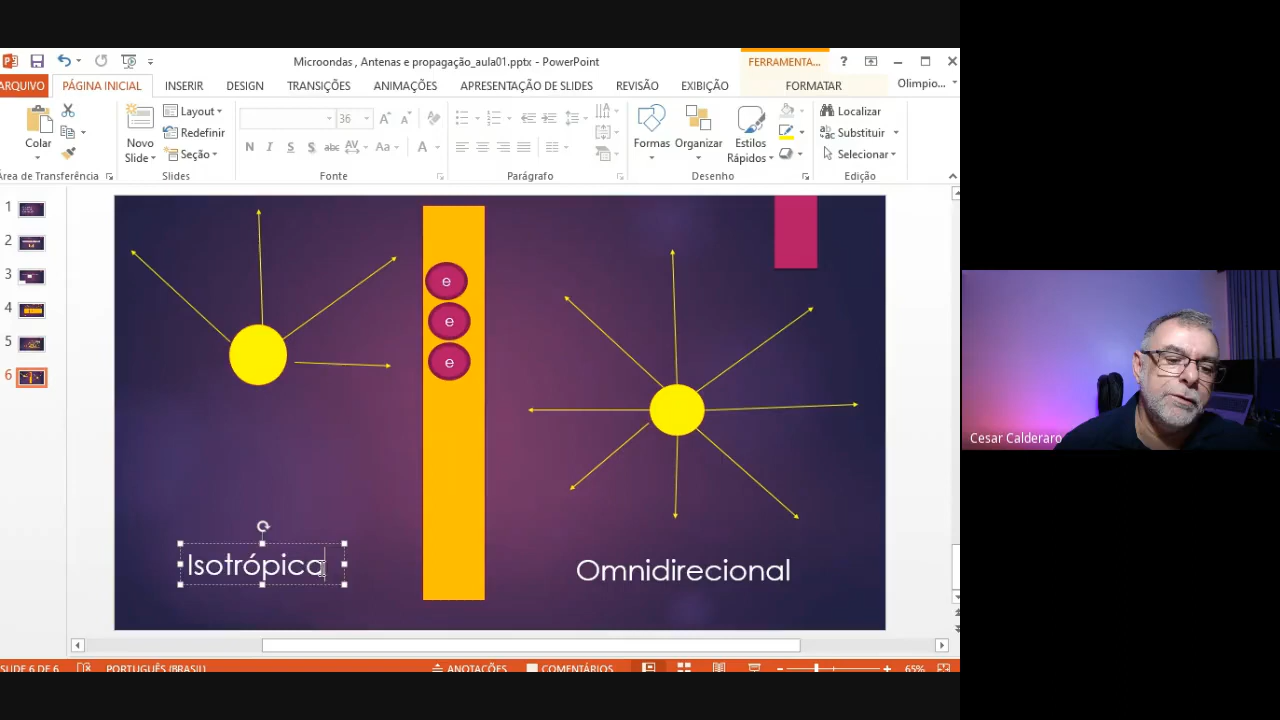 Microondas , Antenas e propagação_aula01.pptx - PowerPoint
FERRAMENTA...
?
ARQUIVO
PÁGINA INICIAL
INSERIR
DESIGN
TRANSIÇÕES
ANIMAÇÕES
APRESENTAÇÃO DE SLIDES
REVISÃO
EXIBIÇÃO
FORMATAR
Olimpio...
Colar
Novo
Slide
Layout
Redefinir
Seção
36
N I S S abc AV Aa A
Formas
Organizar
Estilos
Rápidos
Localizar
Substituir
Selecionar
Área de Transferência
Slides
Fonte
Parágrafo
Desenho
Edição
1
2
3
4
5
6
e
e
e
Isotrópica
Omnidirecional
Cesar Calderaro
SLIDE 6 DE 6
PORTUGUÊS (BRASIL)
ANOTAÇÕES
COMENTÁRIOS
65%